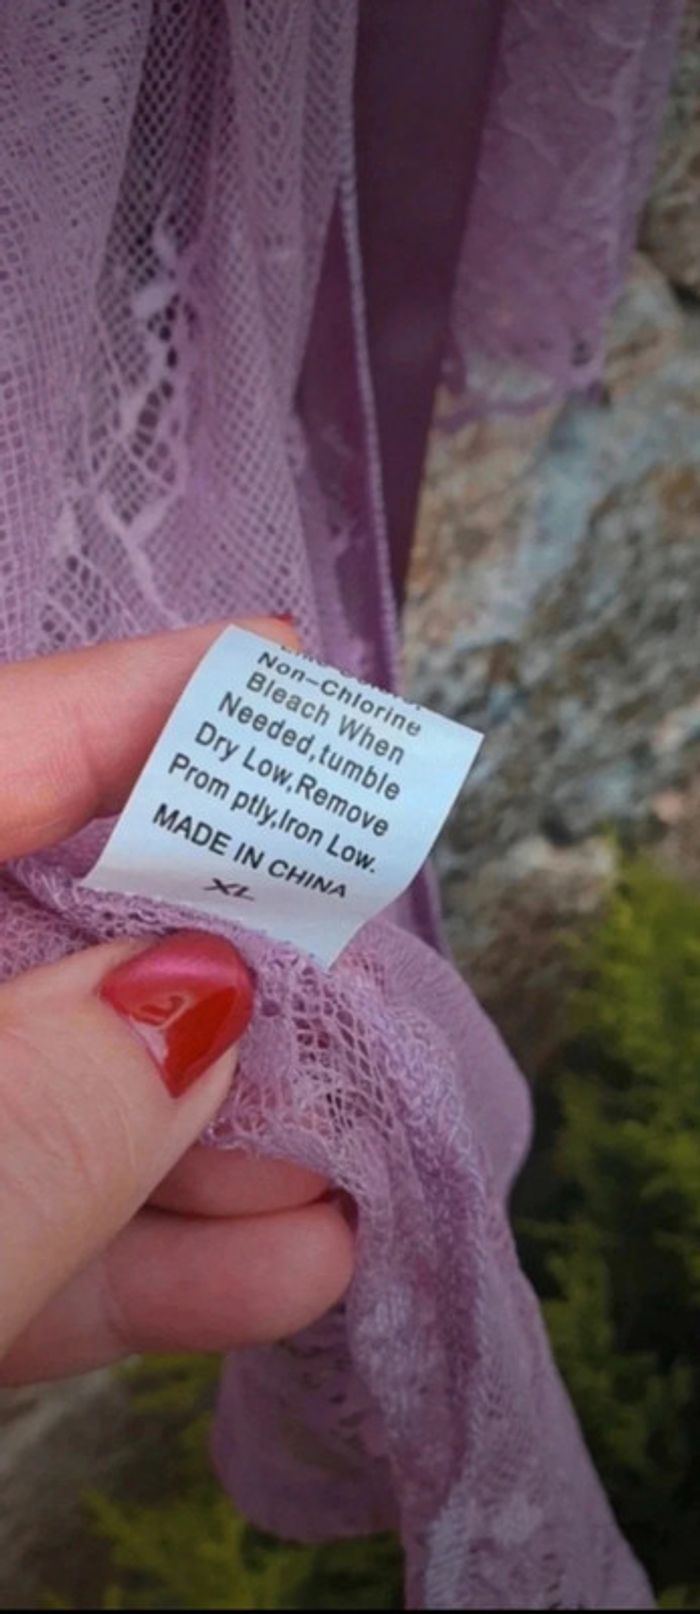 Non-Chlorine
Bleach When
Needed,tumble
Dry Low,Remove
Prom ptly,Iron Low.
MADE IN CHINA
XL